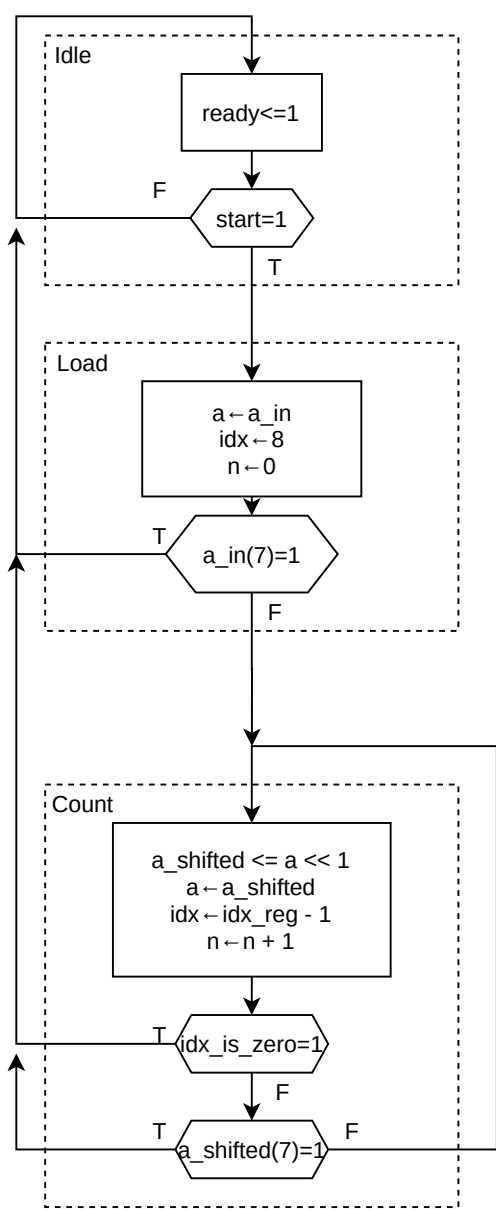 Idle
ready<=1
F
start=1
T
Load
a←a_in
idx←8
n←0
T
a_in(7)=1
F
Count
a_shifted <= a << 1
a←a_shifted
idx←idx_reg - 1
n←n + 1
T
idx_is_zero=1
F
T
F
a_shifted(7)=1